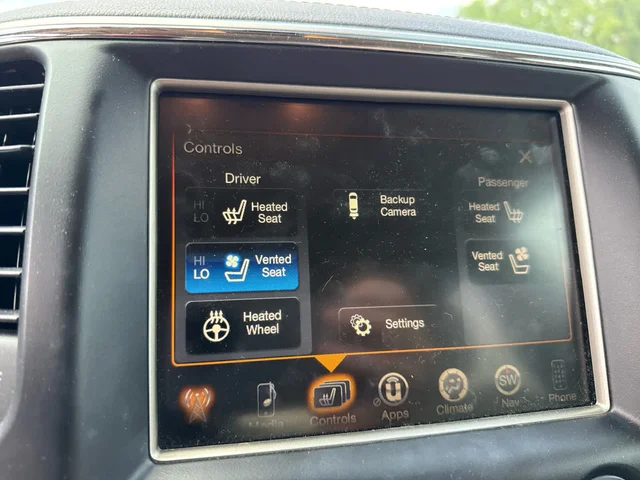 Controls
Driver
Passenger
HI
LO
Heated
Seat
Backup
Camera
Heated
Seat
HI
LO
Vented
Seat
Vented
Seat
Heated
Wheel
Settings
Media
Controls
Apps
Climate
SW
Nav
Phone